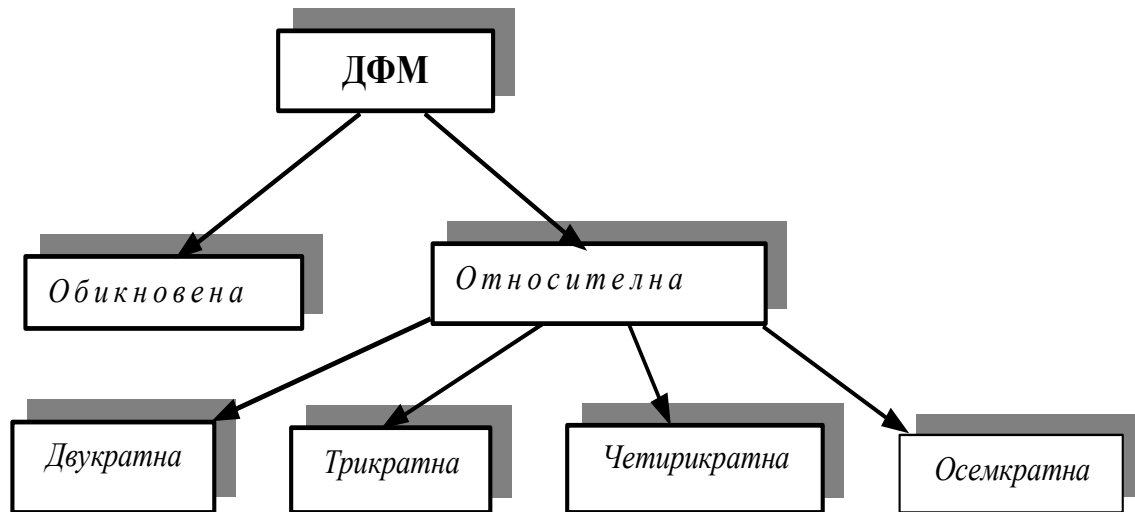 ДФМ
Обикновена
Относителна
Двукратна
Трикратна
Четирикратна
Осемкратна